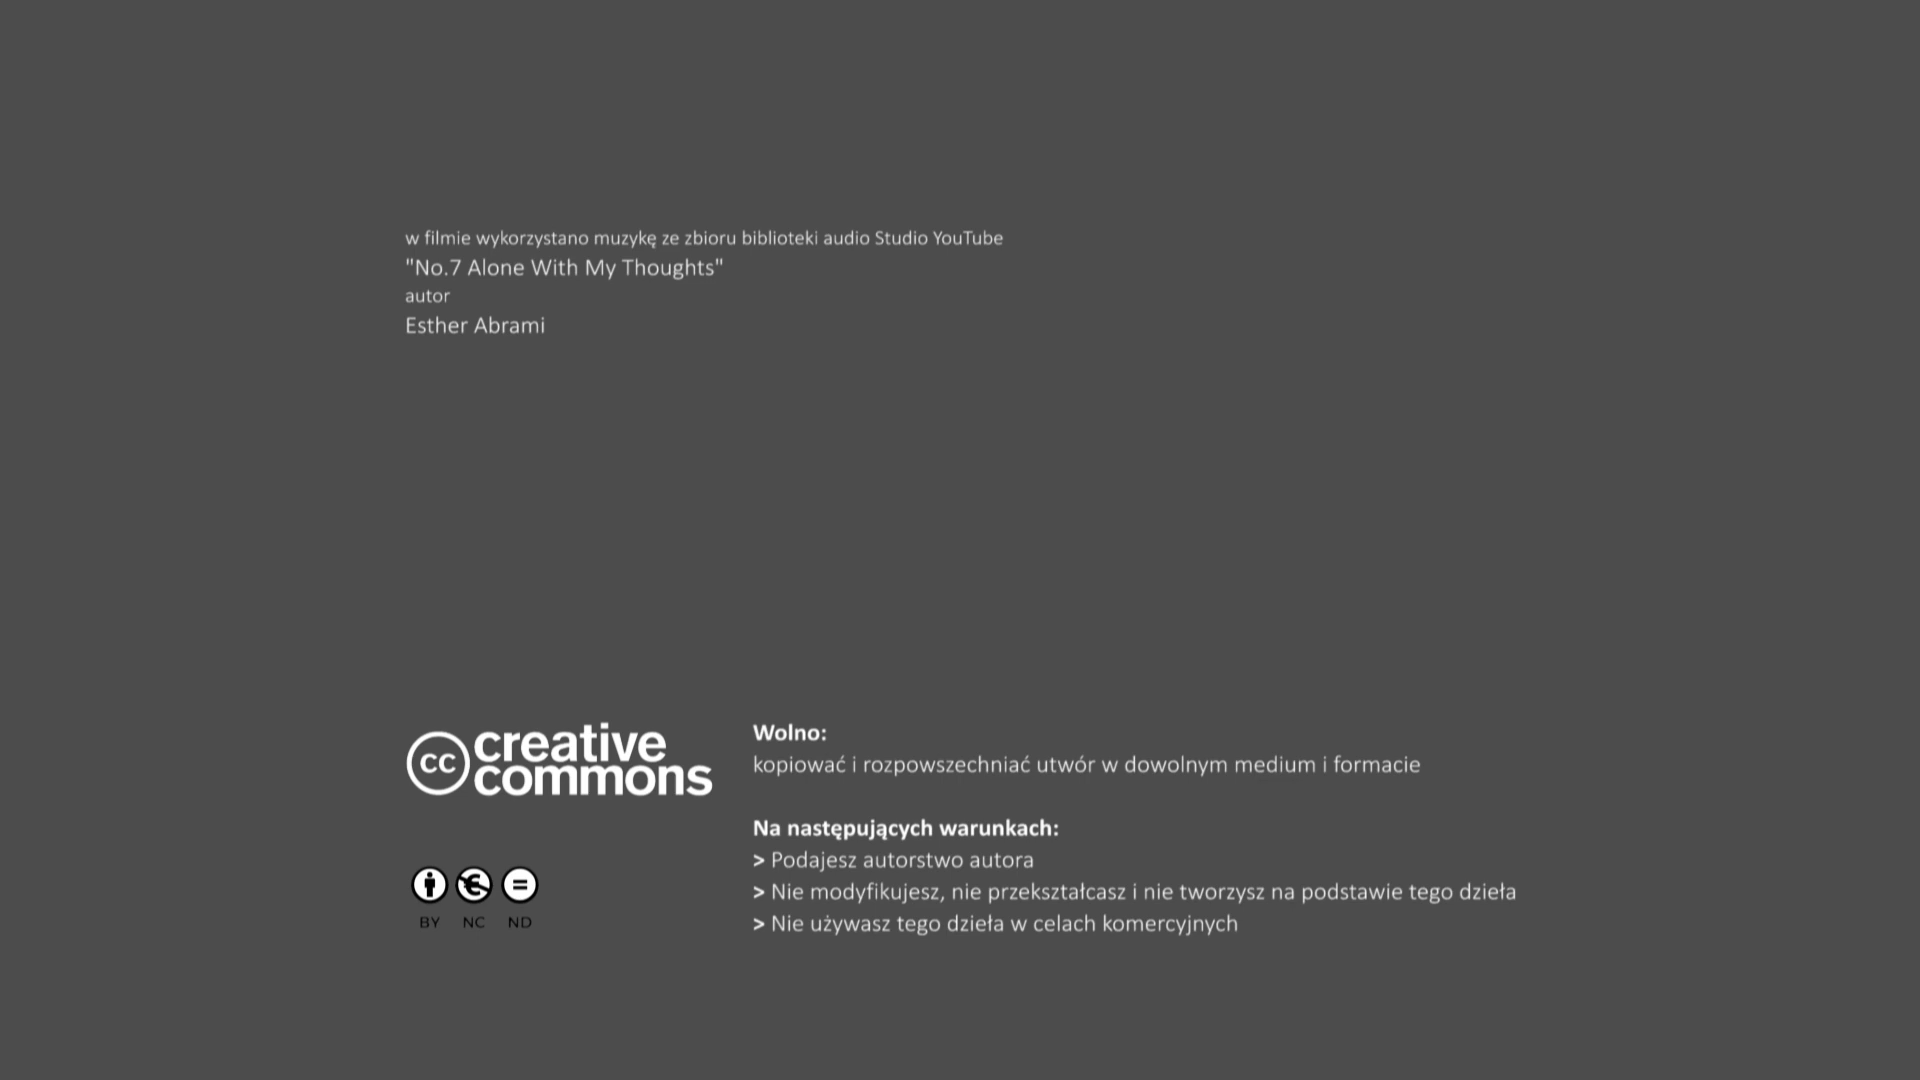 w filmie wykorzystano muzykę ze zbioru biblioteki audio Studio YouTube
"No.7 Alone With My Thoughts"
autor
Esther Abrami
cc creative
commons
BY NC ND
Wolno:
kopiować i rozpowszechniać utwór w dowolnym medium i formacie
Na następujących warunkach:
> Podajesz autorstwo autora
> Nie modyfikujesz, nie przekształcasz i nie tworzysz na podstawie tego dzieła
> Nie używasz tego dzieła w celach komercyjnych